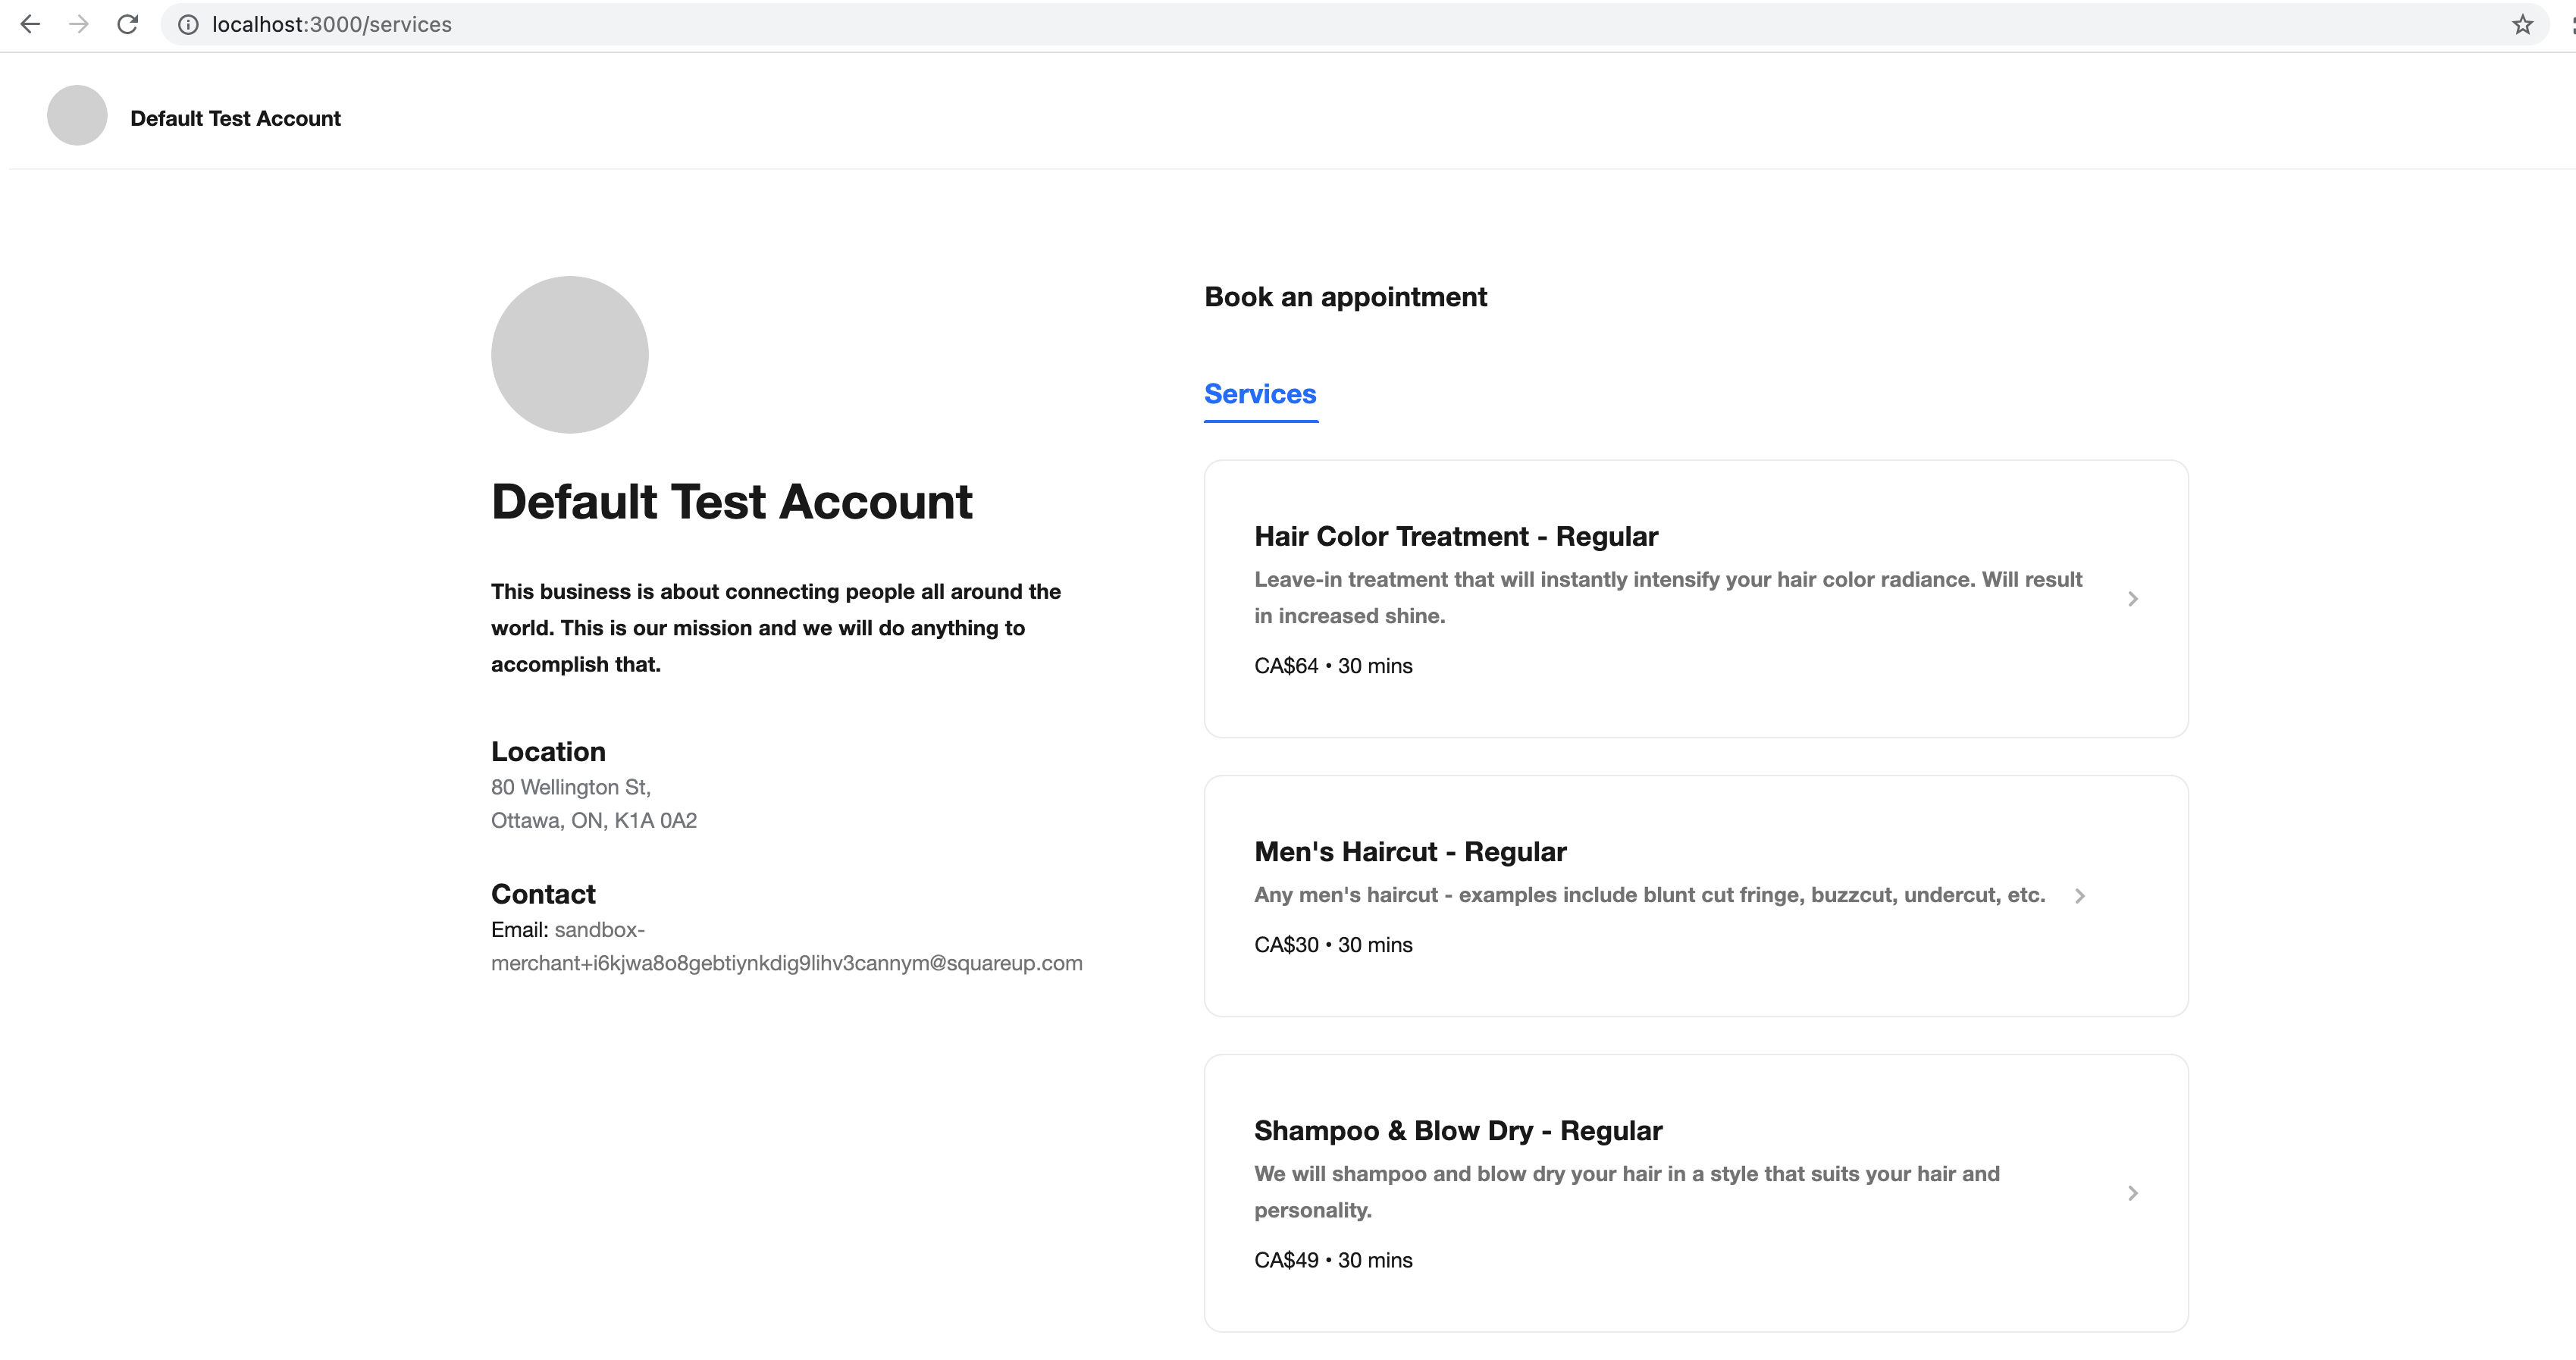 localhost:3000/services
Default Test Account
Default Test Account
This business is about connecting people all around the
world. This is our mission and we will do anything to
accomplish that.
Location
80 Wellington St,
Ottawa, ON, K1A 0A2
Contact
Email: sandbox-
merchant+i6kjwa8o8gebtiynkdig9lihv3cannym@squareup.com
Book an appointment
Services
Hair Color Treatment - Regular
Leave-in treatment that will instantly intensify your hair color radiance. Will result
in increased shine.
CA$64 • 30 mins
Men's Haircut - Regular
Any men's haircut - examples include blunt cut fringe, buzzcut, undercut, etc.
CA$30 • 30 mins
Shampoo & Blow Dry - Regular
We will shampoo and blow dry your hair in a style that suits your hair and
personality.
CA$49 • 30 mins